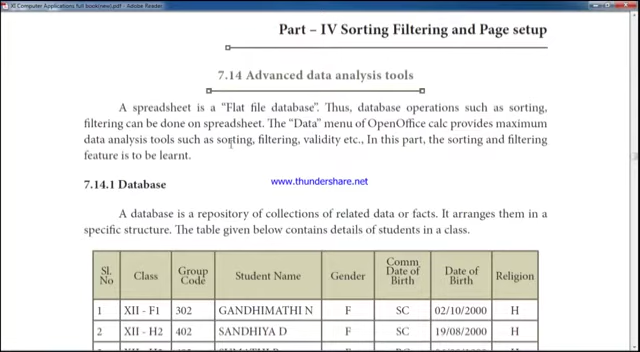 XI Computer Applications full book(new).pdf - Adobe Reader
Part – IV Sorting Filtering and Page setup
7.14 Advanced data analysis tools
A spreadsheet is a “Flat file database”. Thus, database operations such as sorting,
filtering can be done on spreadsheet. The “Data” menu of OpenOffice calc provides maximum
data analysis tools such as sorting, filtering, validity etc., In this part, the sorting and filtering
feature is to be learnt.
www.thundershare.net
7.14.1 Database
A database is a repository of collections of related data or facts. It arranges them in a
specific structure. The table given below contains details of students in a class.
Sl. No Class Group Code Student Name Gender Comm Date of Birth Date of Birth Religion
1 XII - F1 302 GANDHIMATHI N F SC 02/10/2000 H
2 XII - H2 402 SANDHIYA D F SC 19/08/2000 H